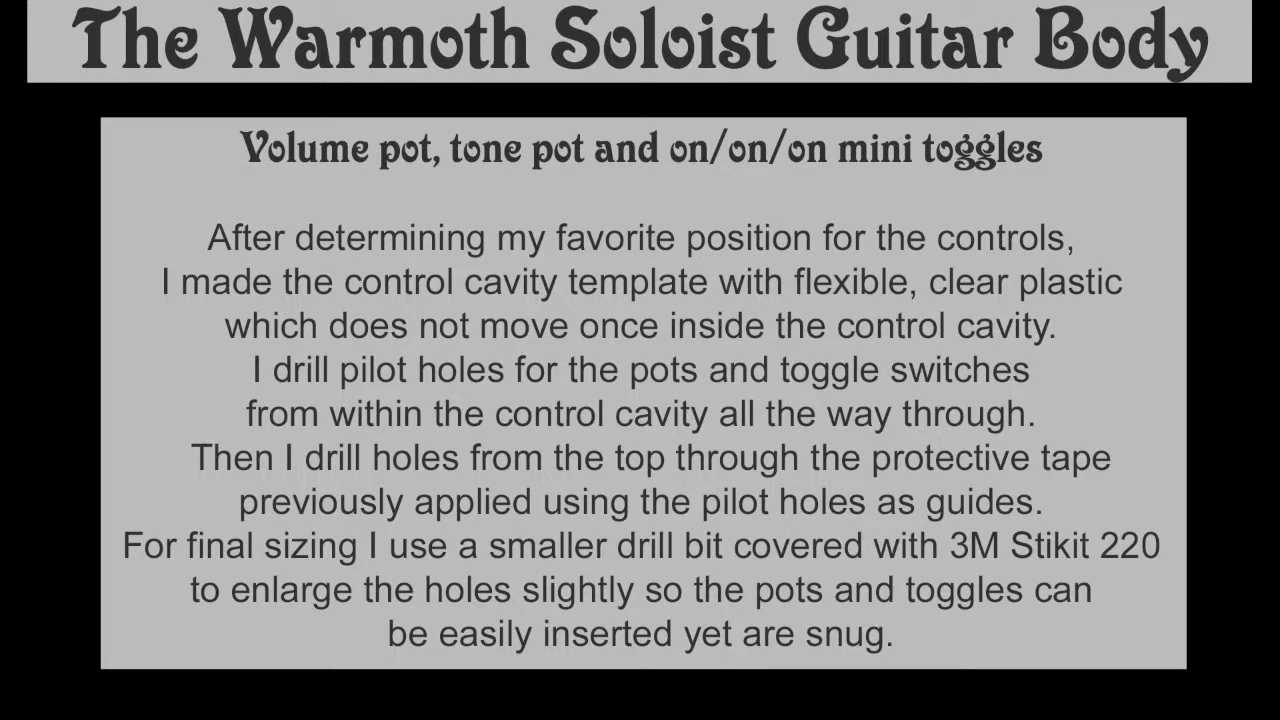 The Warmoth Soloist Guitar Body
Volume pot, tone pot and on/on/on mini toggles
After determining my favorite position for the controls,
I made the control cavity template with flexible, clear plastic
which does not move once inside the control cavity.
I drill pilot holes for the pots and toggle switches
from within the control cavity all the way through.
Then I drill holes from the top through the protective tape
previously applied using the pilot holes as guides.
For final sizing I use a smaller drill bit covered with 3M Stikit 220
to enlarge the holes slightly so the pots and toggles can
be easily inserted yet are snug.